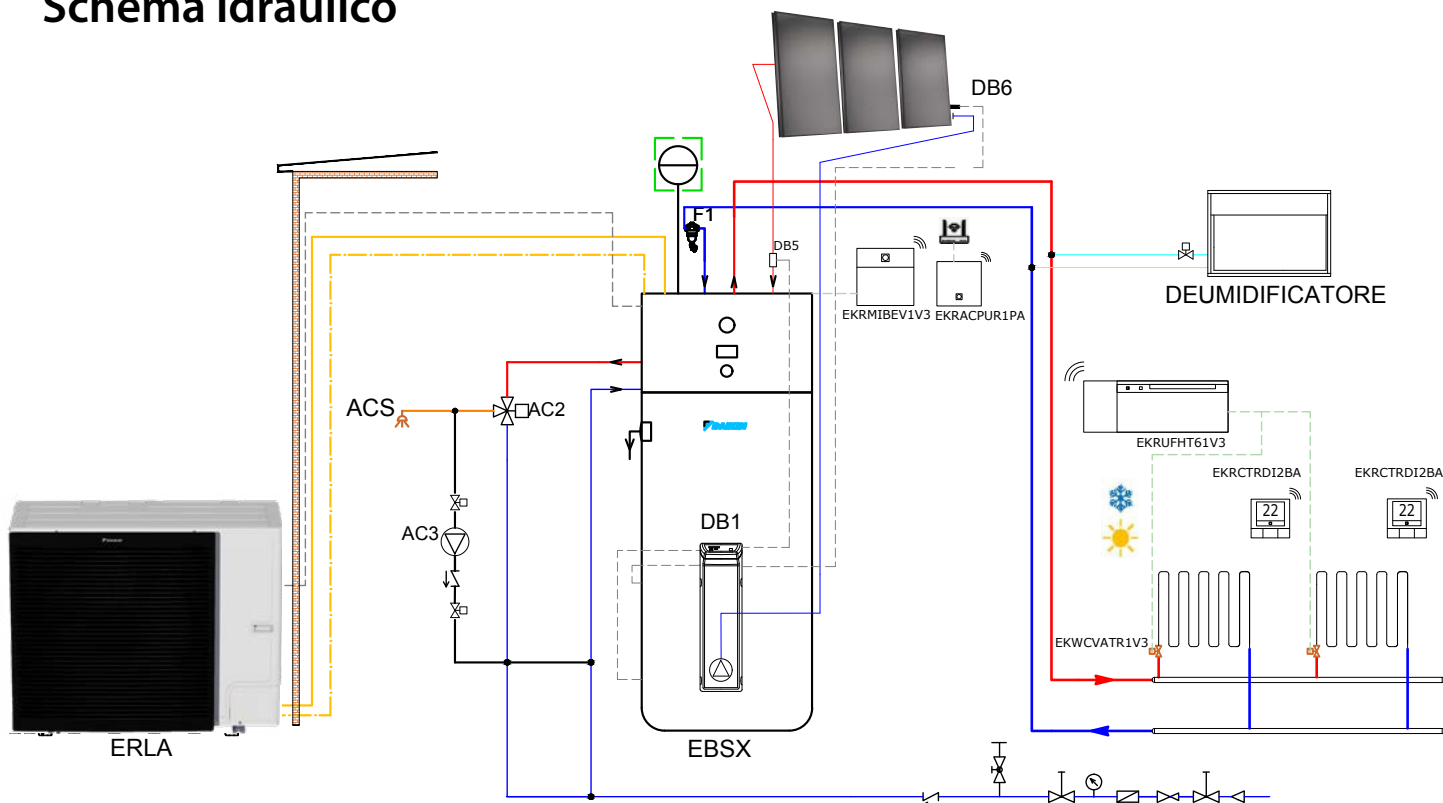 Schema idraulico
DB6
F1
DB5
EKRMIBEV1V3
EKRACPUR1PA
DEUMIDIFICATORE
ACS
AC2
DAIKIN
EKRUFHT61V3
EKRCTRDI2BA
EKRCTRDI2BA
22
22
AC3
DB1
EKWCVATR1V3
ERLA
EBSX